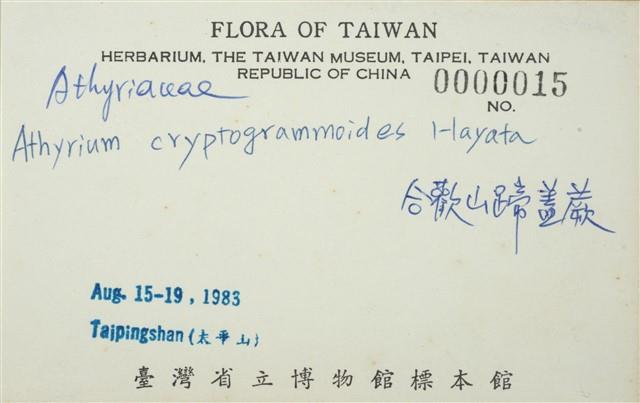 FLORA OF TAIWAN
HERBARIUM, THE TAIWAN MUSEUM, TAIPEI, TAIWAN
REPUBLIC OF CHINA 0000015
NO.
Athyriaceae
Athyrium cryptogrammoides Hayata
合歡山蹄盖蕨
Aug. 15-19, 1983
Taipingshan (太平山)
臺灣省立博物館標本館